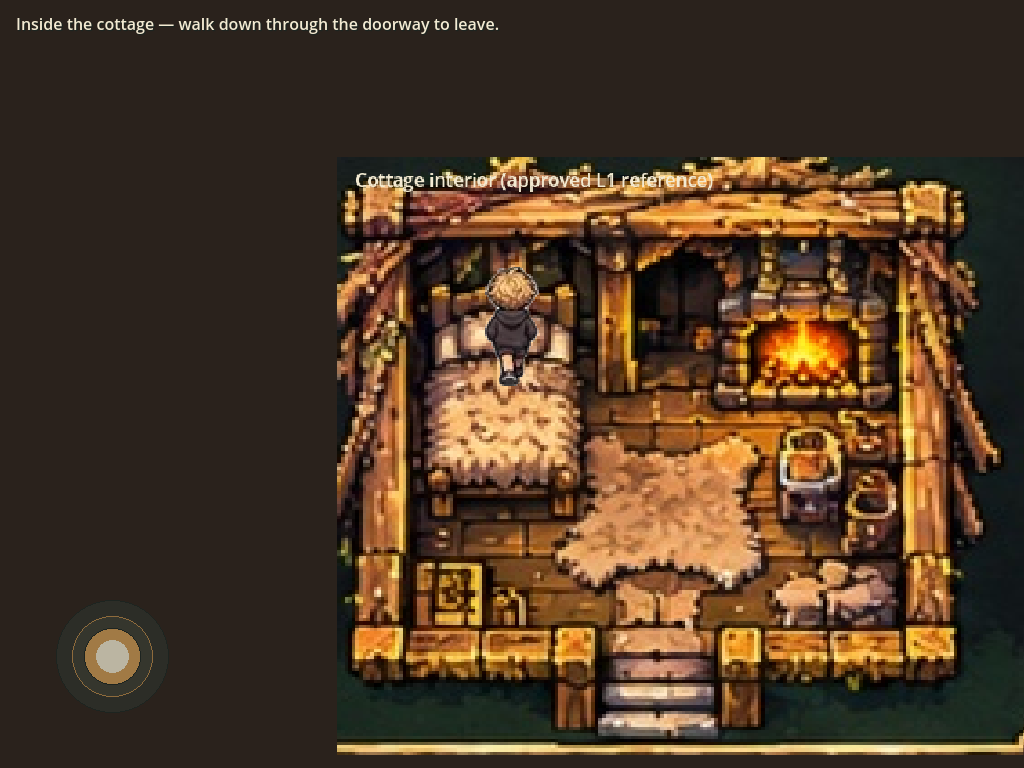 Inside the cottage — walk down through the doorway to leave.
Cottage interior (approved L1 reference)